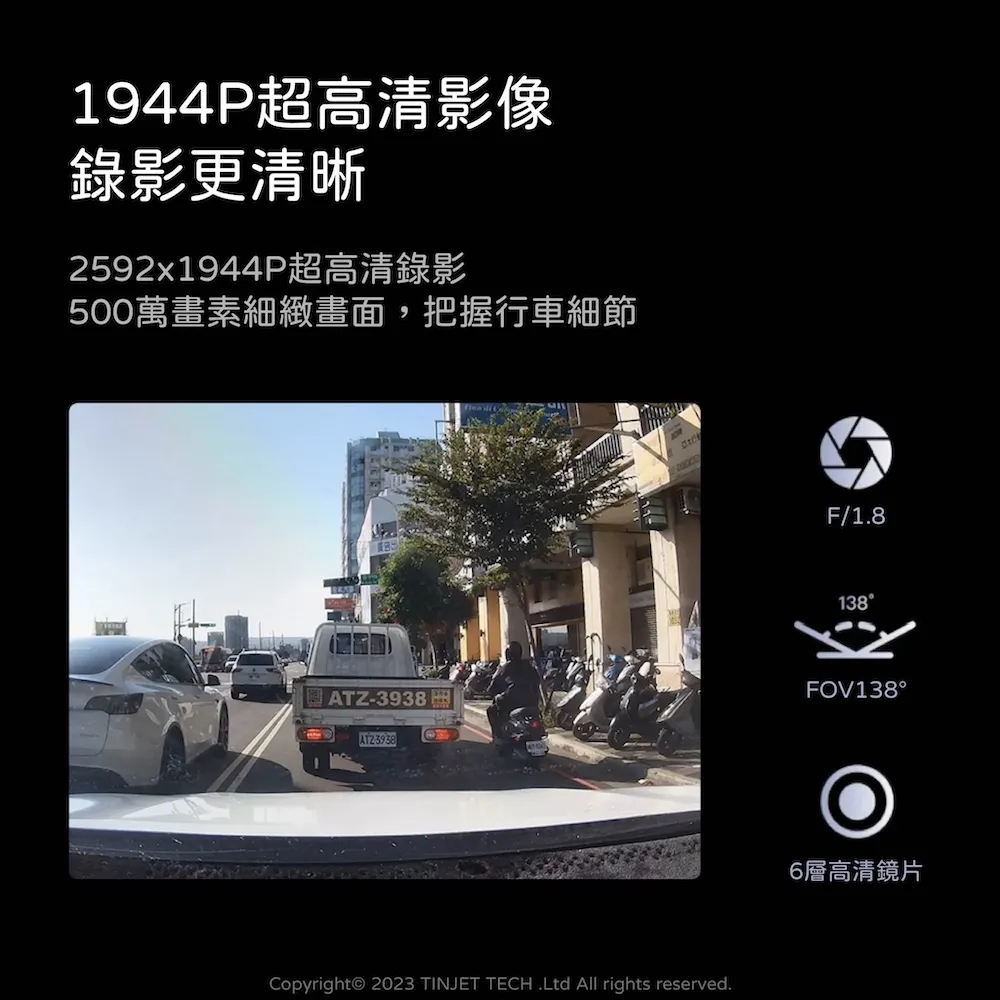 1944P超高清影像
錄影更清晰
2592x1944P超高清錄影
500萬畫素細緻畫面，把握行車細節
ATZ-3938
ATZ-3938
F/1.8
138°
FOV138°
6層高清鏡片
Copyright© 2023 TINJET TECH .Ltd All rights reserved.